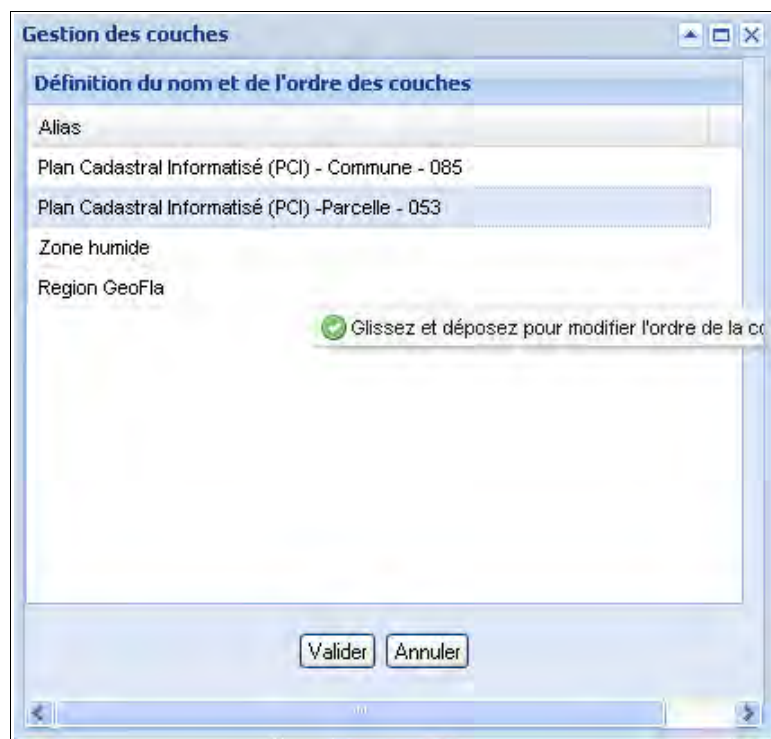 Gestion des couches
Définition du nom et de l'ordre des couches
Alias
Plan Cadastral Informatisé (PCI) - Commune - 085
Plan Cadastral Informatisé (PCI) -Parcelle - 053
Zone humide
Region GeoFla
Glissez et déposez pour modifier l'ordre de la
Valider Annuler